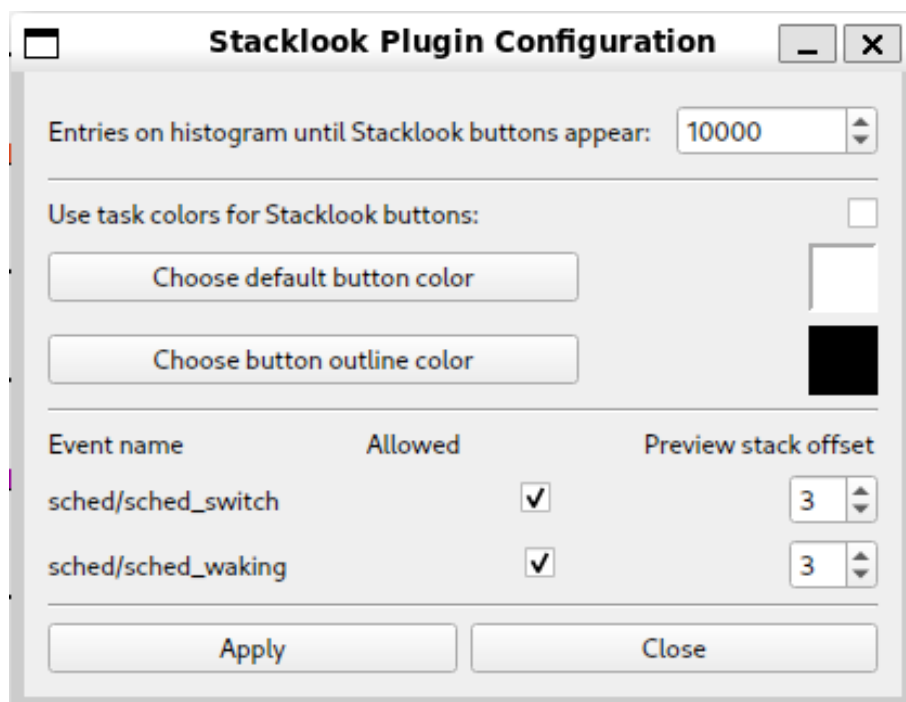 Stacklook Plugin Configuration
Entries on histogram until Stacklook buttons appear: 10000
Use task colors for Stacklook buttons:
Choose default button color
Choose button outline color
Event name Allowed Preview stack offset
sched/sched_switch 3
sched/sched_waking 3
Apply Close